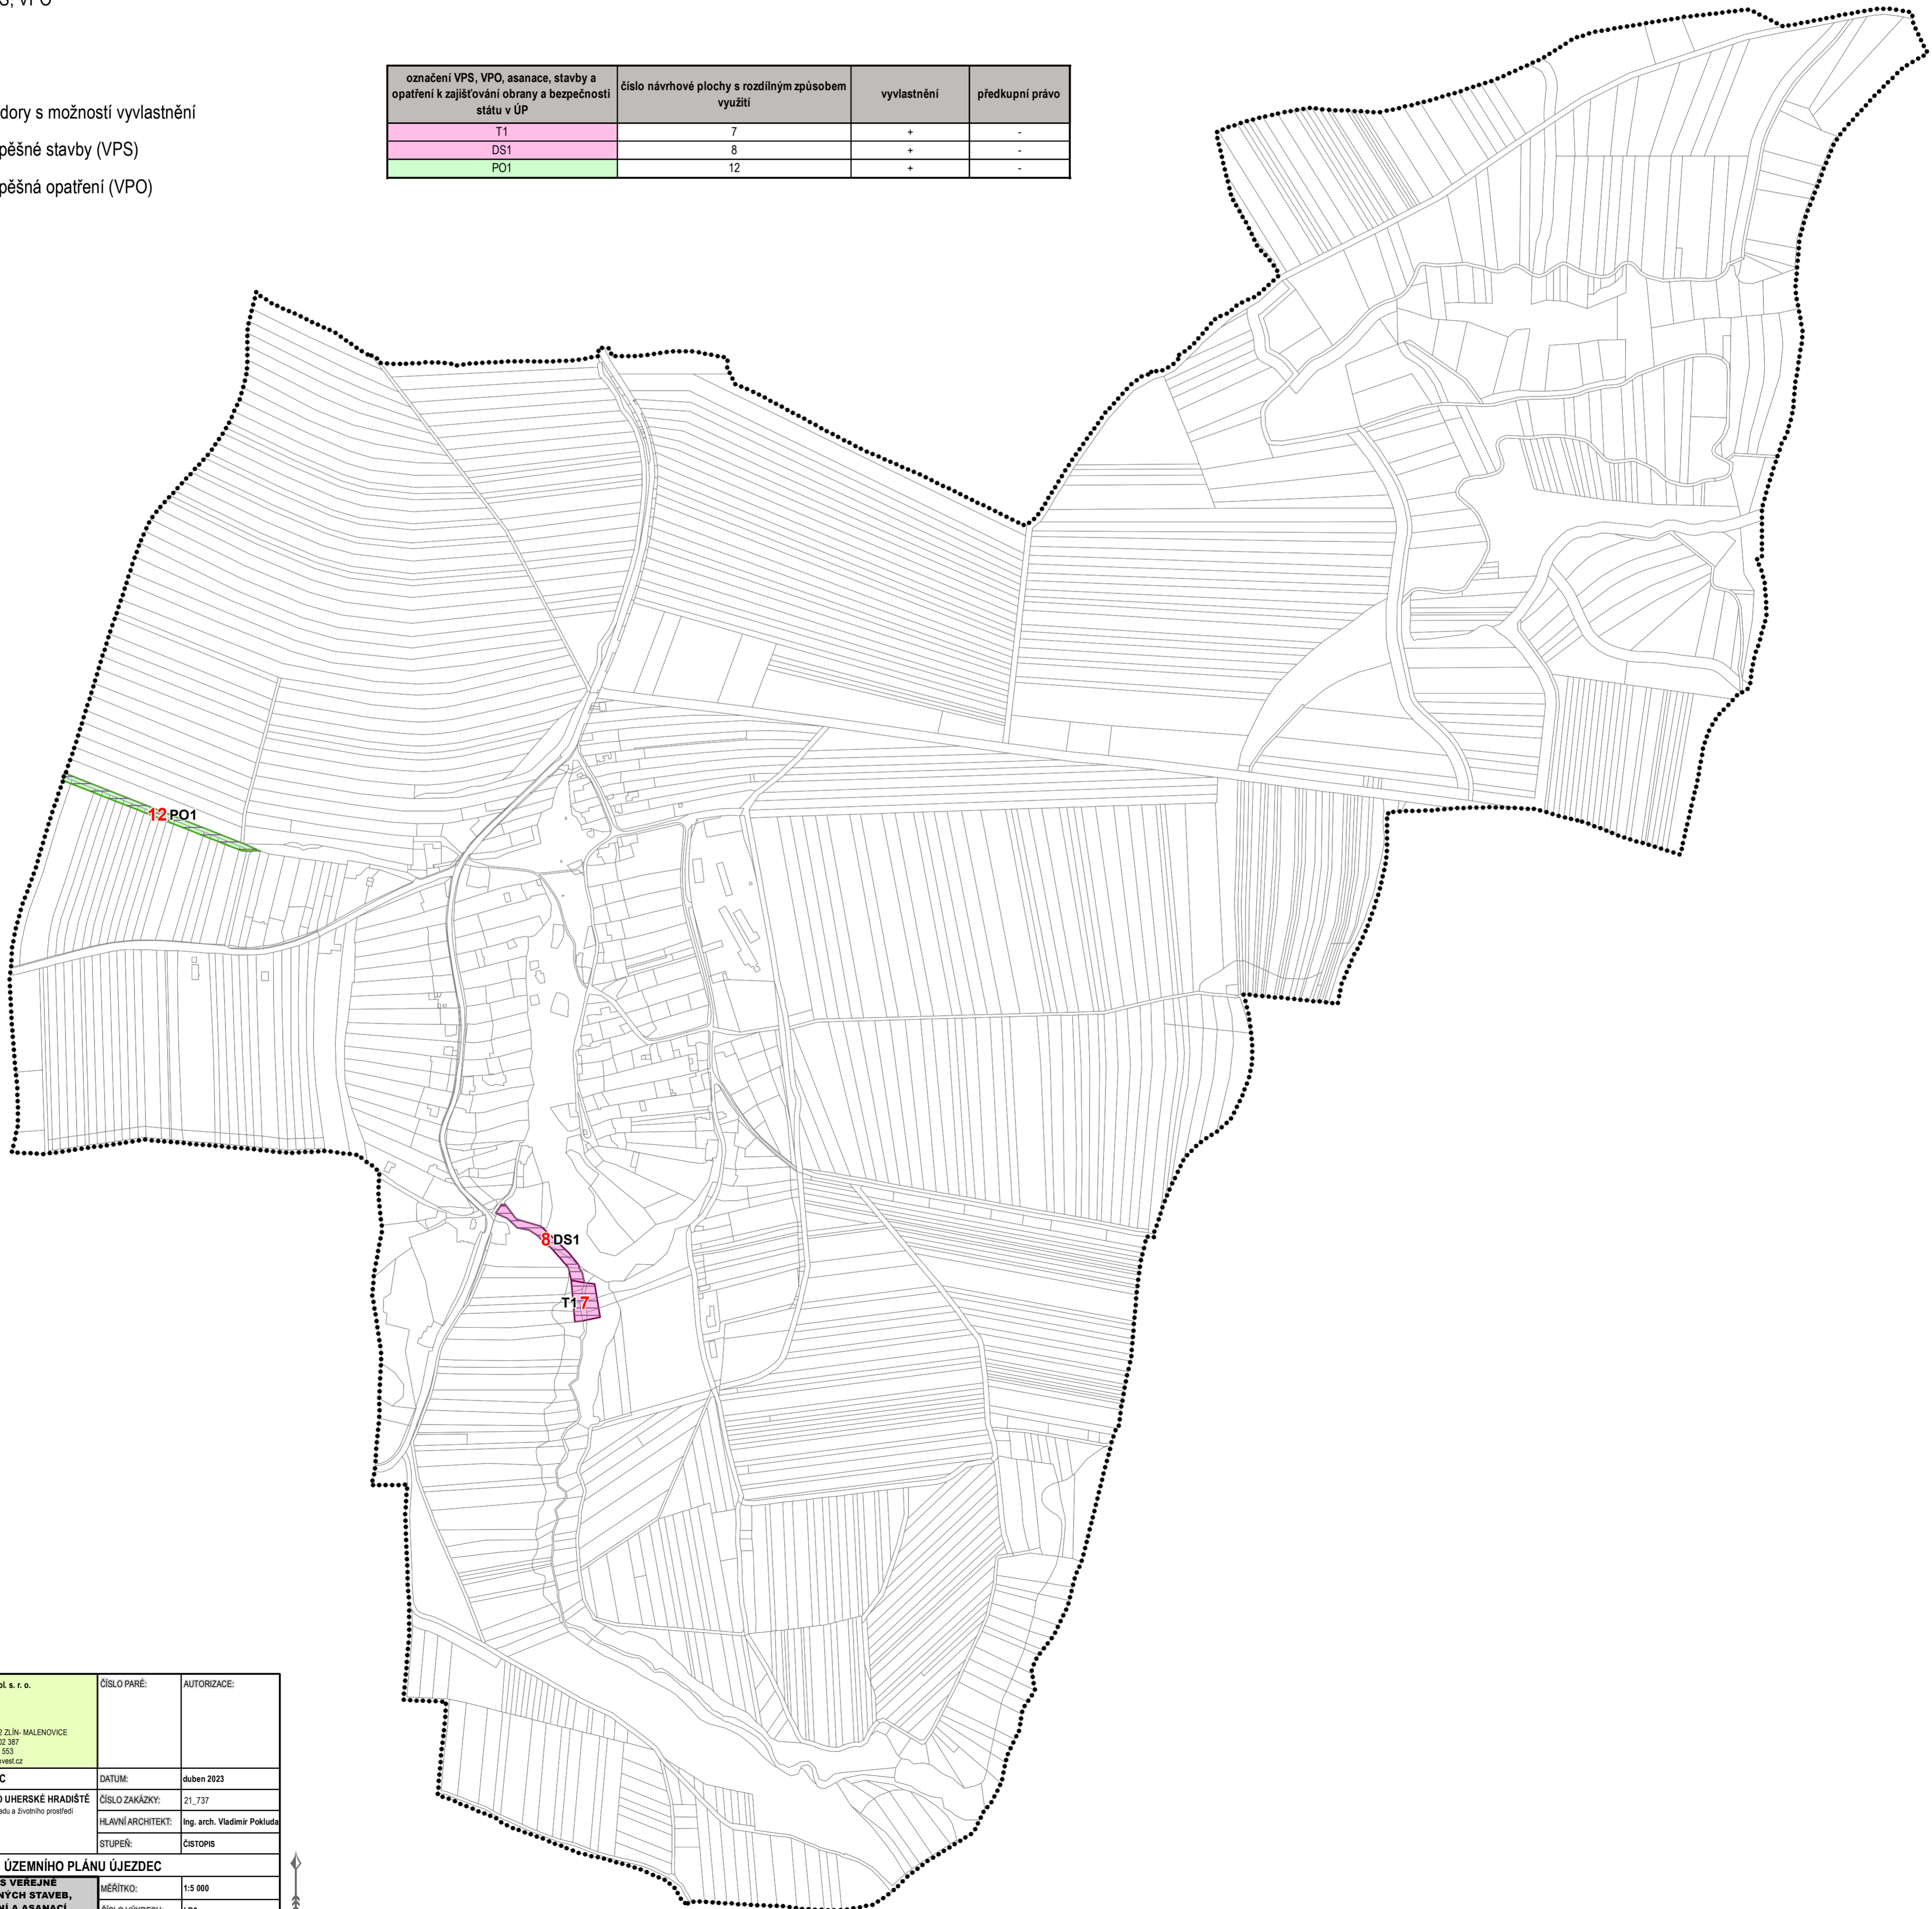 S, VPO
dory s možností vyvlastnění
pěšné stavby (VPS)
pěšná opatření (VPO)
označení VPS, VPO, asanace, stavby a
opatření k zajišťování obrany a bezpečnosti
státu v ÚP
číslo návrhové plochy s rozdílným způsobem
využití
vyvlastnění
předkupní právo
T1 7 + -
DS1 8 + -
PO1 12 + -
12 PO1
8 DS1
T1 7
ol. s. r. o.
2 ZLÍN- MALENOVICE
02 387
553
nvest.cz
ČÍSLO PARÉ:
AUTORIZACE:
C
DATUM: duben 2023
O UHERSKÉ HRADIŠTĚ
adu a životního prostředí
ČÍSLO ZAKÁZKY: 21_737
HLAVNÍ ARCHITEKT: Ing. arch. Vladimír Pokluda
STUPEŇ: ČISTOPIS
ÚZEMNÍHO PLÁNU ÚJEZDEC
S VEŘEJNĚ
NÝCH STAVEB,
NÍ A ASANACÍ
MĚŘÍTKO: 1:5 000